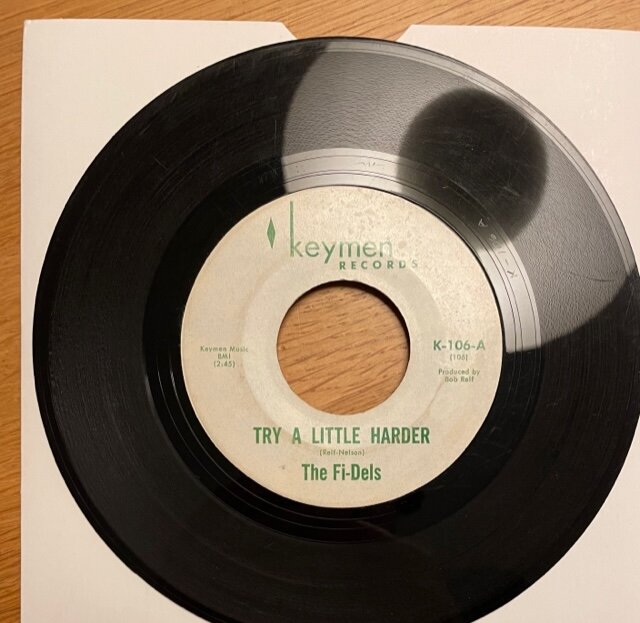 keymen
RECORDS
Keymen Music
BMI
(2:45)
K-106-A
(106)
Produced by
Bob Relf
TRY A LITTLE HARDER
(Relf-Nelson)
The Fi-Dels